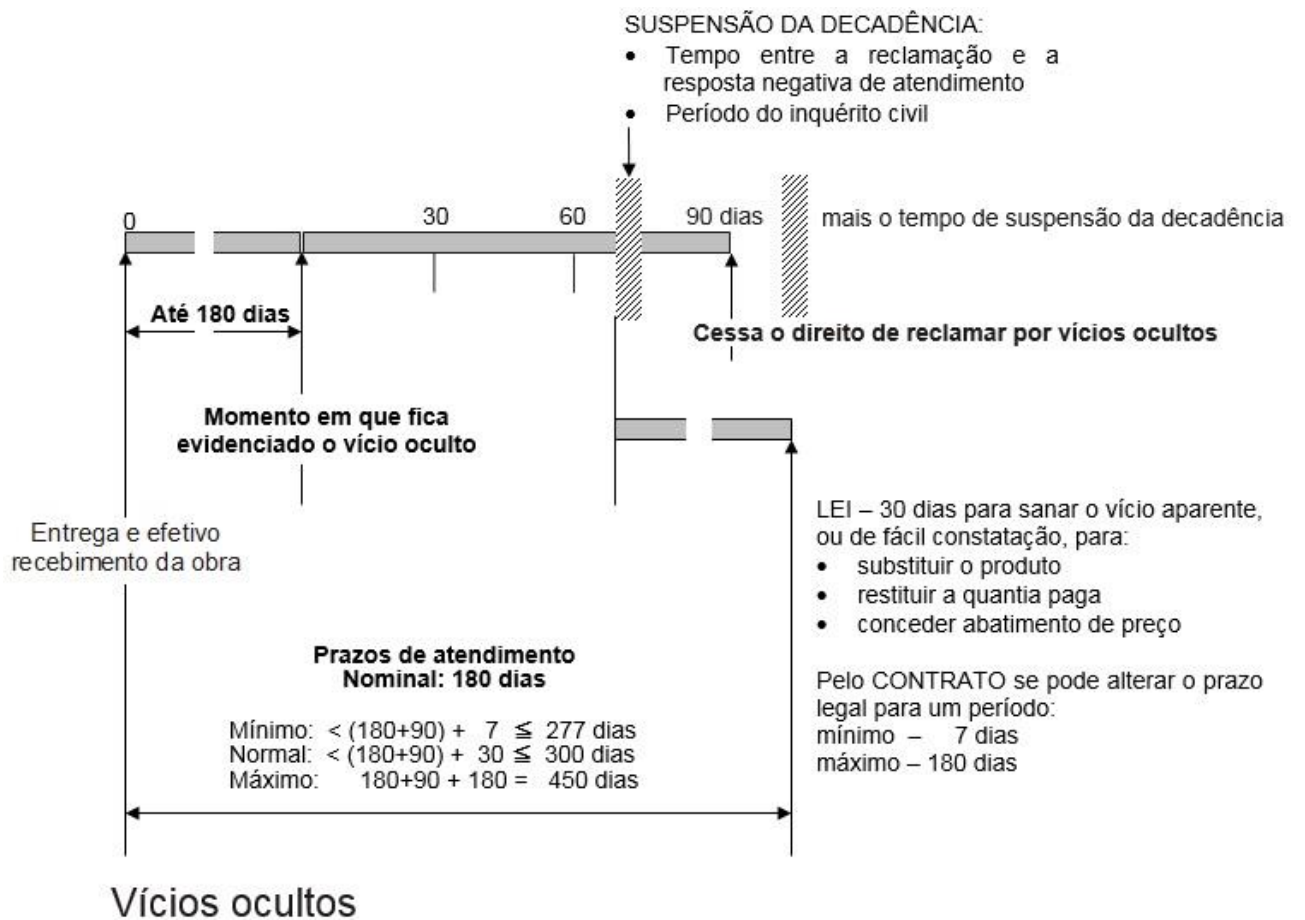 SUSPENSÃO DA DECADÊNCIA:
• Tempo entre a reclamação e a
resposta negativa de atendimento
• Período do inquérito civil
0
30
60
90 dias
mais o tempo de suspensão da decadência
Até 180 dias
Cessa o direito de reclamar por vícios ocultos
Momento em que fica
evidenciado o vício oculto
Entrega e efetivo
recebimento da obra
LEI – 30 dias para sanar o vício aparente,
ou de fácil constatação, para:
• substituir o produto
• restituir a quantia paga
• conceder abatimento de preço
Pelo CONTRATO se pode alterar o prazo
legal para um período:
mínimo – 7 dias
máximo – 180 dias
Prazos de atendimento
Nominal: 180 dias
Mínimo: < (180+90) + 7 ≦ 277 dias
Normal: < (180+90) + 30 ≦ 300 dias
Máximo: 180+90 + 180 = 450 dias
Vícios ocultos